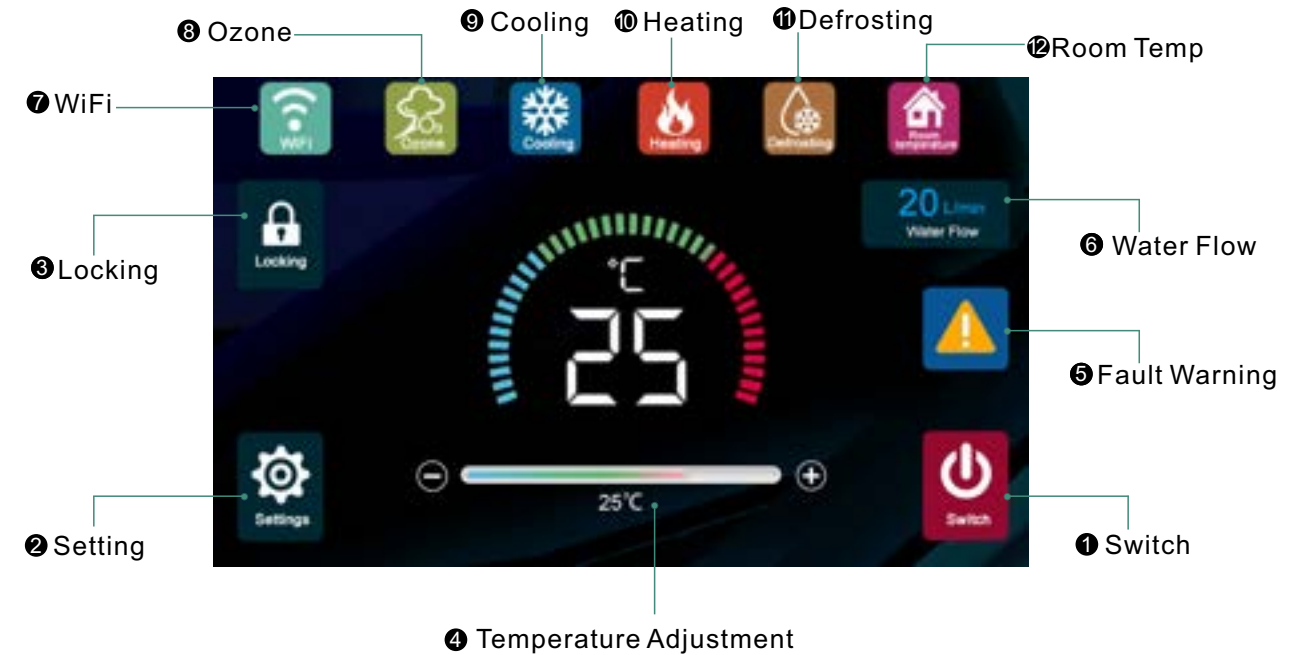 ❽ Ozone
❾ Cooling
❿ Heating
⓫ Defrosting
⓬ Room Temp
❼ WiFi
WiFi
O₃
Ozone
Cooling
Heating
Defrosting
Room
temperature
20 L/min
Water Flow
Locking
❸ Locking
❻ Water Flow
°C
25
❺ Fault Warning
Settings
25℃
Switch
❷ Setting
❶ Switch
❹ Temperature Adjustment